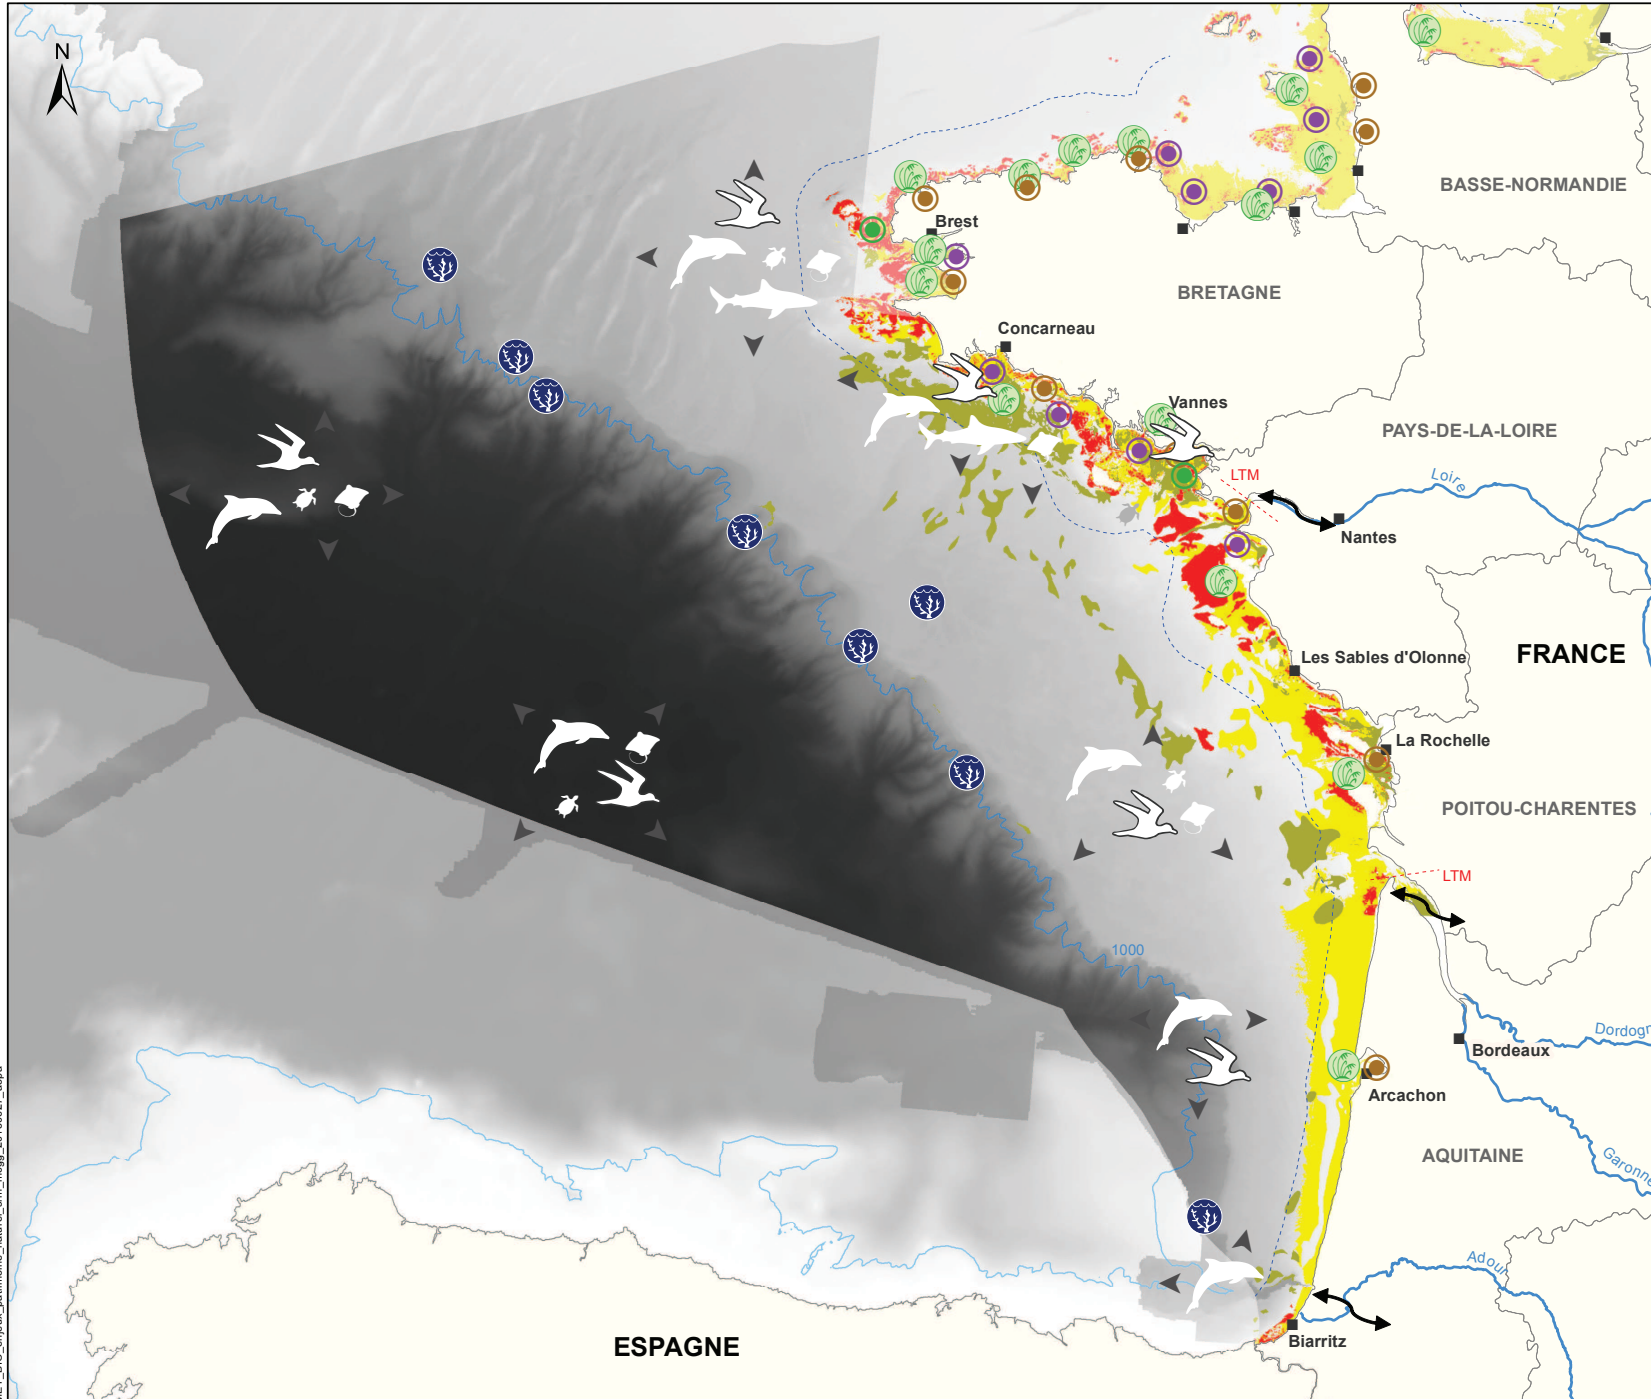 N
BASSE-NORMANDIE
Brest
BRETAGNE
Concarneau
Vannes
PAYS-DE-LA-LOIRE
LTM
Loire
Nantes
Les Sables d'Olonne
FRANCE
La Rochelle
POITOU-CHARENTES
LTM
1000
Dordogn
Bordeaux
Arcachon
AQUITAINE
Garonne
Adour
Biarritz
ESPAGNE